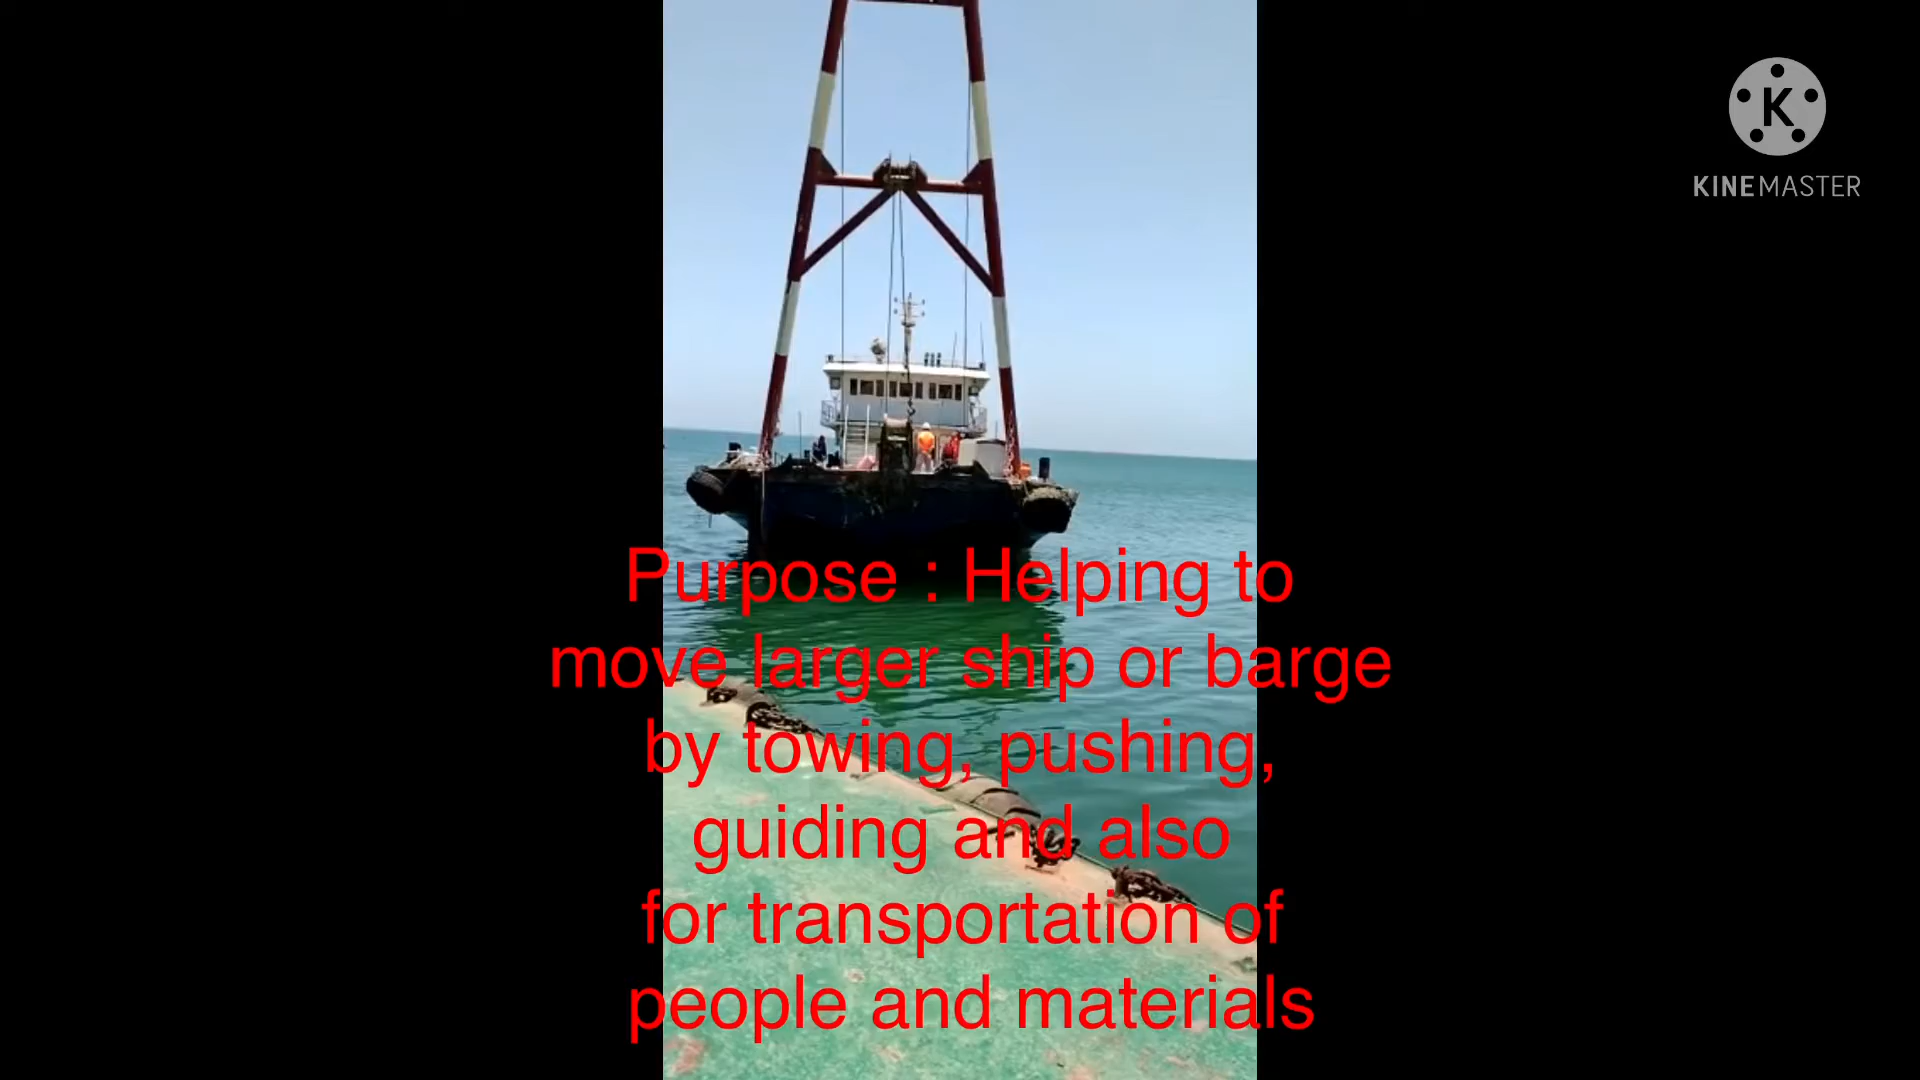 K
KINEMASTER
Purpose : Helping to
move larger ship or barge
by towing, pushing,
guiding and also
for transportation of
people and materials